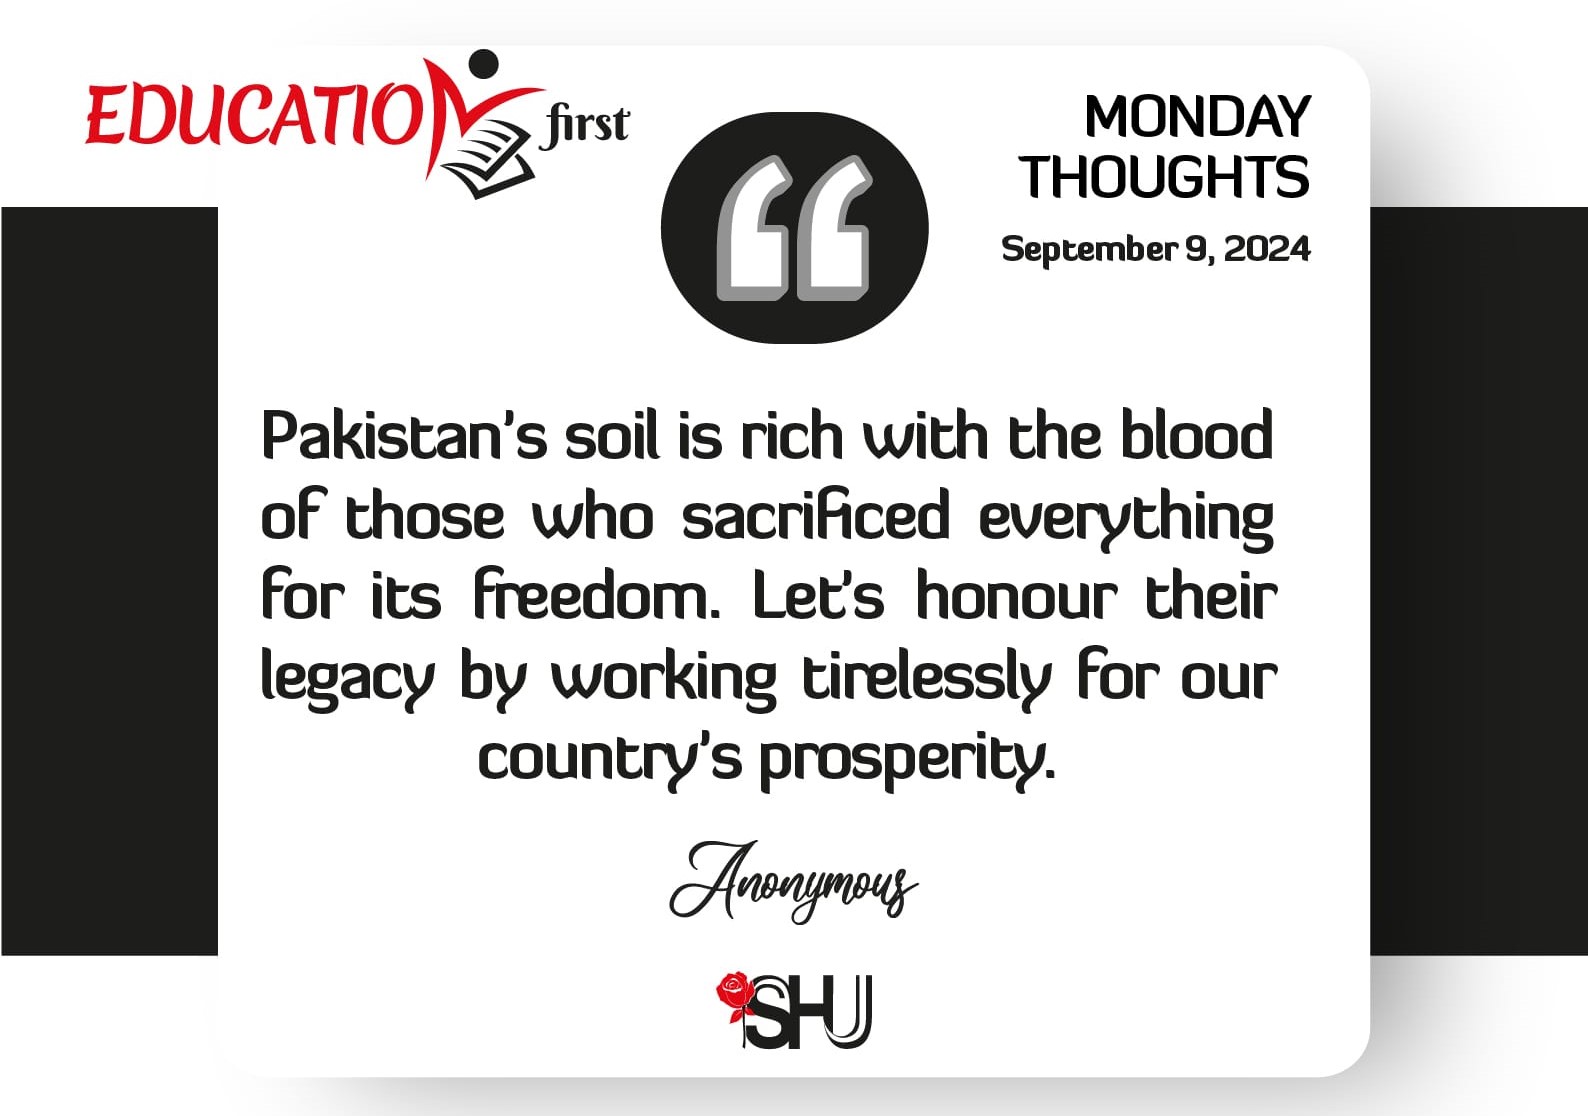 EDUCATION first
MONDAY
THOUGHTS
September 9, 2024
Pakistan’s soil is rich with the blood
of those who sacrificed everything
for its freedom. Let's honour their
legacy by working tirelessly for our
country’s prosperity.
Anonymous
SHU